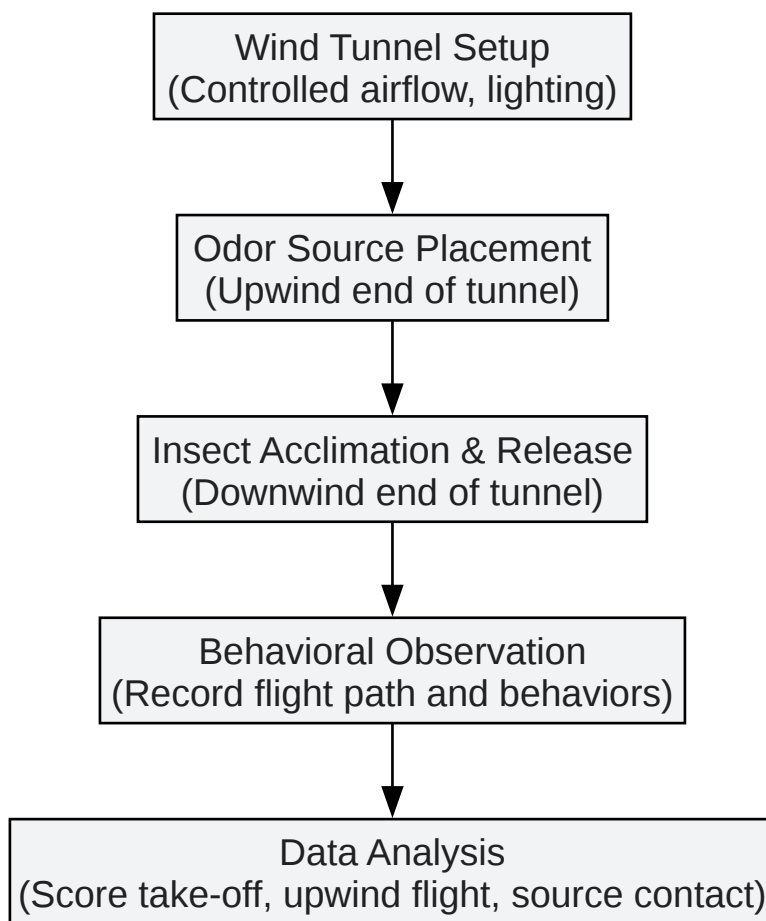 Wind Tunnel Setup
(Controlled airflow, lighting)
Odor Source Placement
(Upwind end of tunnel)
Insect Acclimation & Release
(Downwind end of tunnel)
Behavioral Observation
(Record flight path and behaviors)
Data Analysis
(Score take-off, upwind flight, source contact)